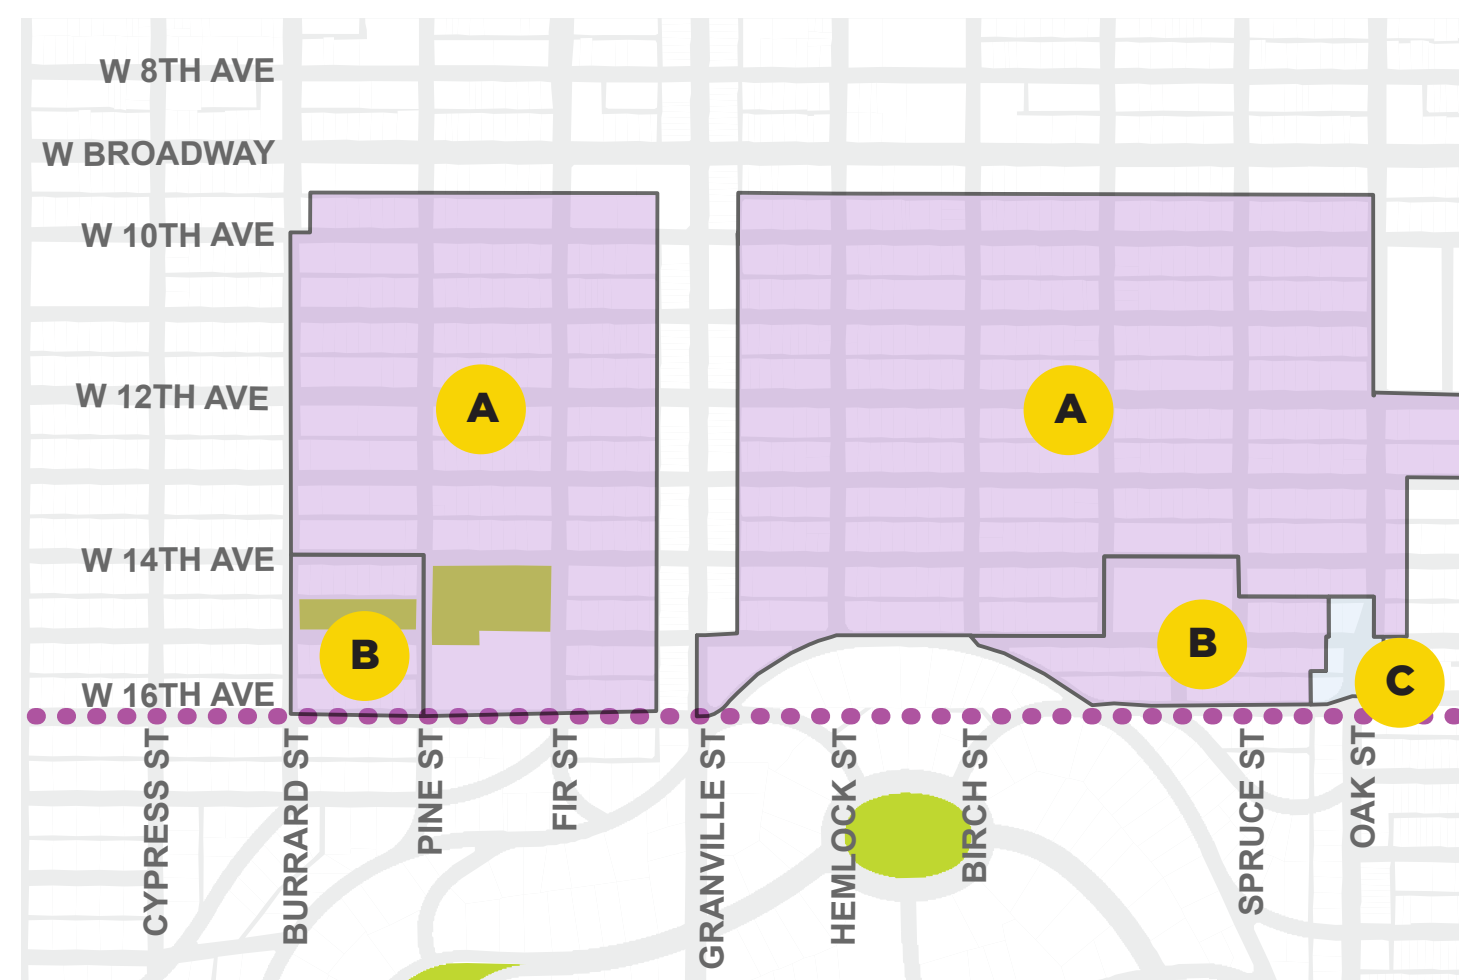 W 8TH AVE
W BROADWAY
W 10TH AVE
W 12TH AVE
A
A
W 14TH AVE
B
B
C
W 16TH AVE
CYPRESS ST
BURRARD ST
PINE ST
FIR ST
GRANVILLE ST
HEMLOCK ST
BIRCH ST
SPRUCE ST
OAK ST